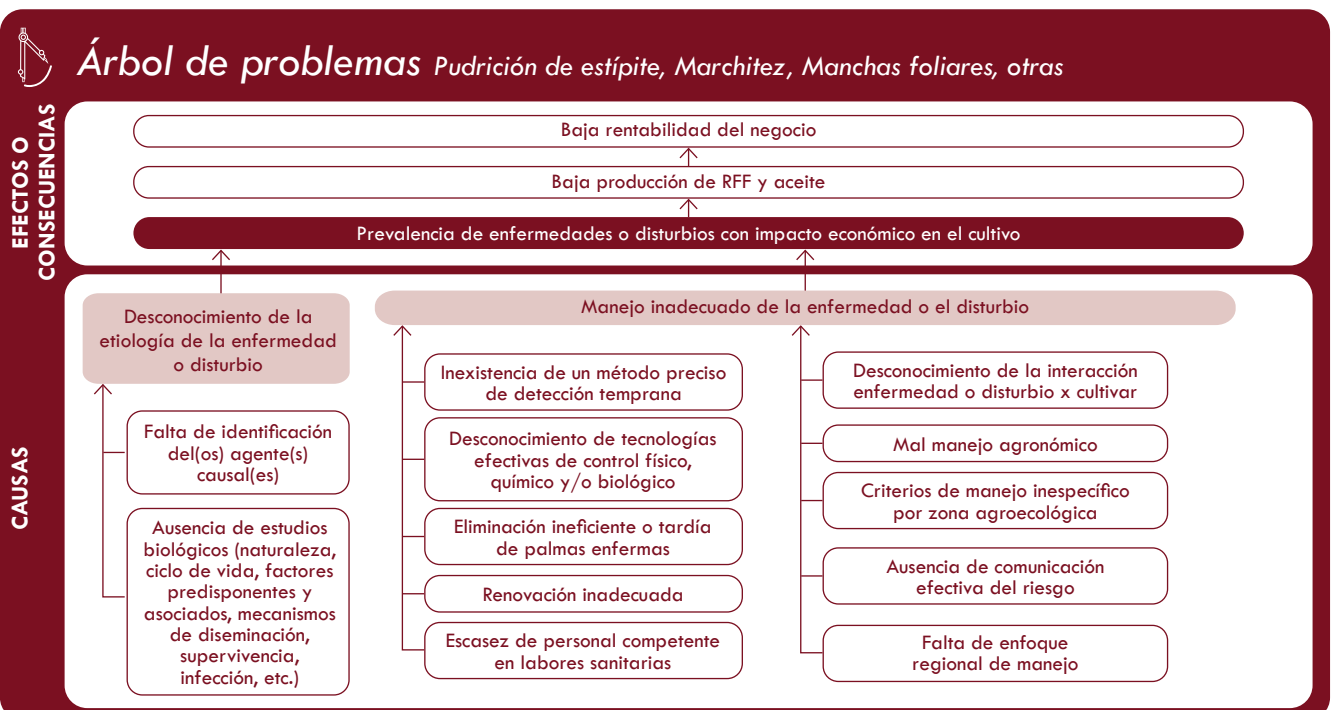 Árbol de problemas Pudrición de estípite, Marchitez, Manchas foliares, otras
EFECTOS O
CONSECUENCIAS
Baja rentabilidad del negocio
Baja producción de RFF y aceite
Prevalencia de enfermedades o disturbios con impacto económico en el cultivo
CAUSAS
Desconocimiento de la
etiología de la enfermedad
o disturbio
Falta de identificación
del(os) agente(s)
causal(es)
Ausencia de estudios
biológicos (naturaleza,
ciclo de vida, factores
predisponentes y
asociados, mecanismos
de diseminación,
supervivencia,
infección, etc.)
Manejo inadecuado de la enfermedad o el disturbio
Inexistencia de un método preciso
de detección temprana
Desconocimiento de tecnologías
efectivas de control físico,
químico y/o biológico
Eliminación ineficiente o tardía
de palmas enfermas
Renovación inadecuada
Escasez de personal competente
en labores sanitarias
Desconocimiento de la interacción
enfermedad o disturbio x cultivar
Mal manejo agronómico
Criterios de manejo inespecífico
por zona agroecológica
Ausencia de comunicación
efectiva del riesgo
Falta de enfoque
regional de manejo